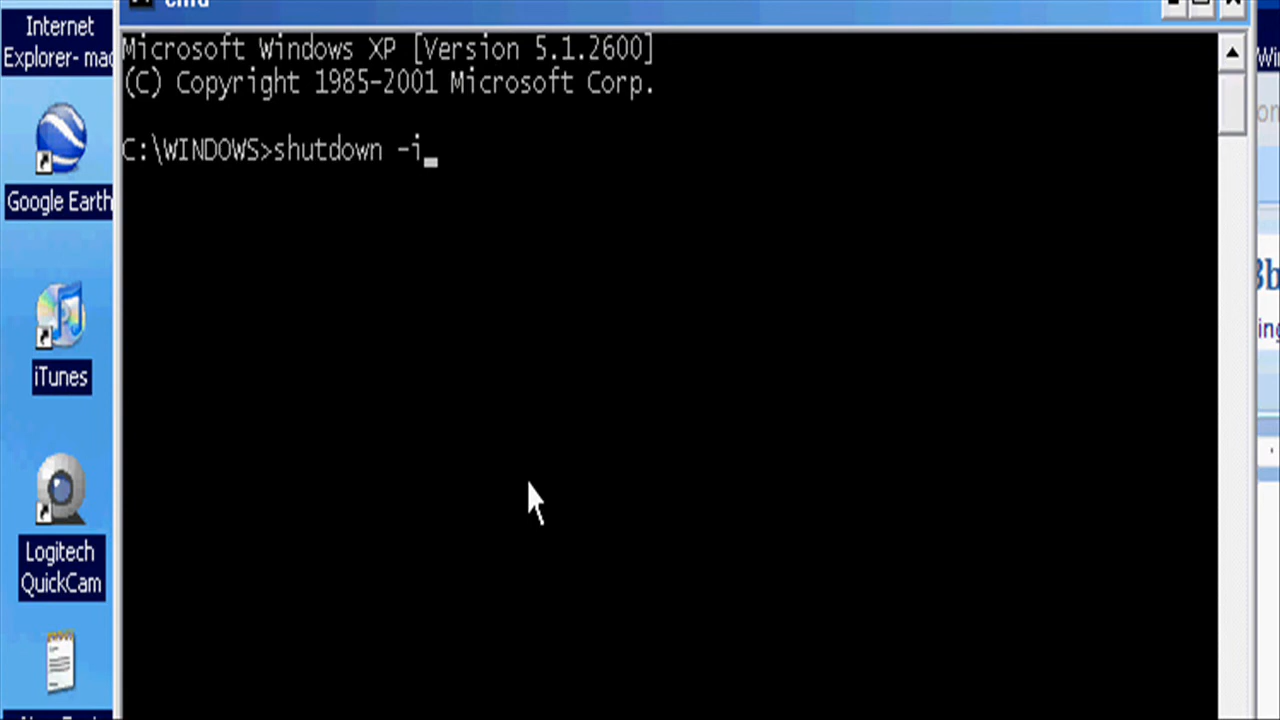 cmd
Internet
Explorer- mac
Microsoft Windows XP [Version 5.1.2600]
(C) Copyright 1985-2001 Microsoft Corp.
C:\WINDOWS>shutdown -i
Google Earth
iTunes
Logitech
QuickCam